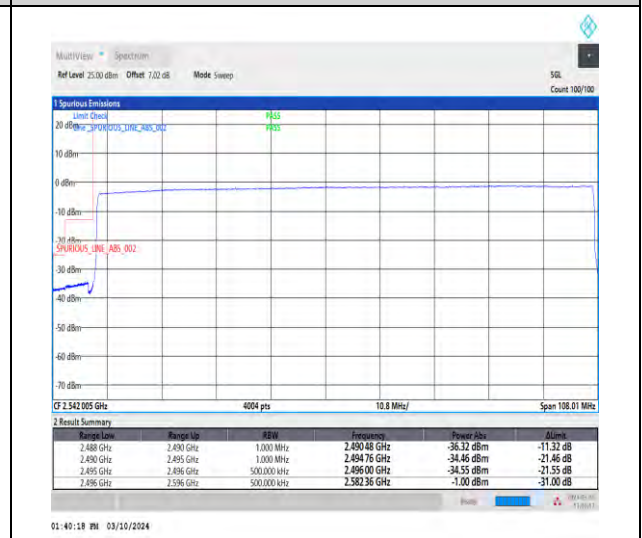 MultiView Spectrum
Ref Level 25.00 dBm Offset 7.02 dB Mode Sweep SGL
Count 100/100
1 Spurious Emissions
Limit Check PASS
20 dBm Line _SPURIOUS_LINE_ABS_002 PASS
10 dBm
0 dBm
-10 dBm
-20 dBm
SPURIOUS_LINE_ABS_002
-30 dBm
-40 dBm
-50 dBm
-60 dBm
-70 dBm
CF 2.542 005 GHz 4004 pts 10.8 MHz/ Span 108.01 MHz
2 Result Summary
Range Low Range Up RBW Frequency Power Abs ΔLimit
2.488 GHz 2.490 GHz 1.000 MHz 2.490 48 GHz -36.32 dBm -11.32 dB
2.490 GHz 2.495 GHz 1.000 MHz 2.494 76 GHz -34.46 dBm -21.46 dB
2.495 GHz 2.496 GHz 500.000 kHz 2.496 00 GHz -34.55 dBm -21.55 dB
2.496 GHz 2.596 GHz 500.000 kHz 2.582 36 GHz -1.00 dBm -31.00 dB
01:40:18 PM 03/10/2024